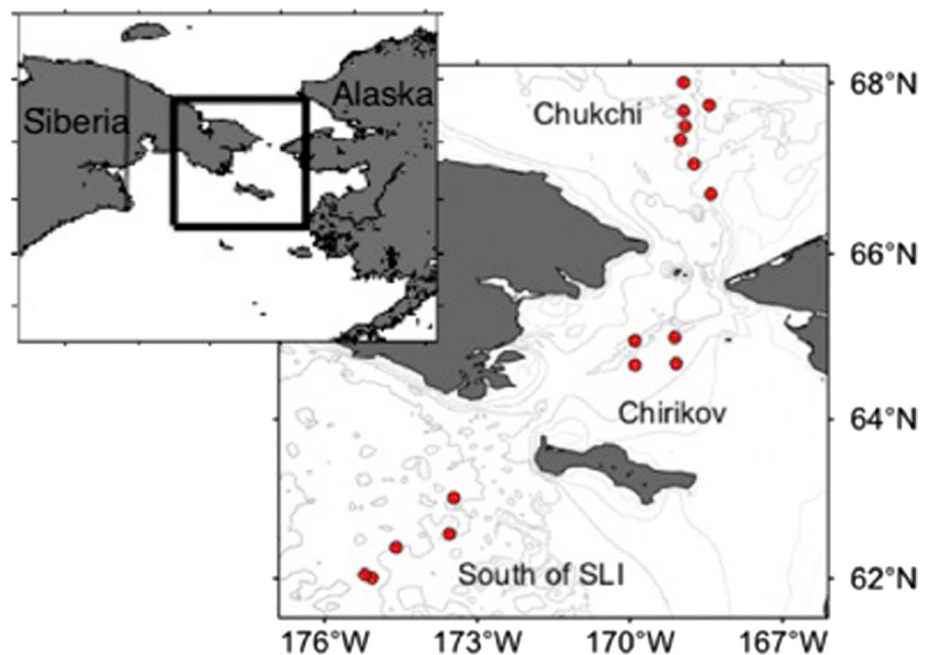 Siberia
Alaska
Chukchi
68°N
66°N
Chirikov
64°N
South of SLI
62°N
176°W
173°W
170°W
167°W